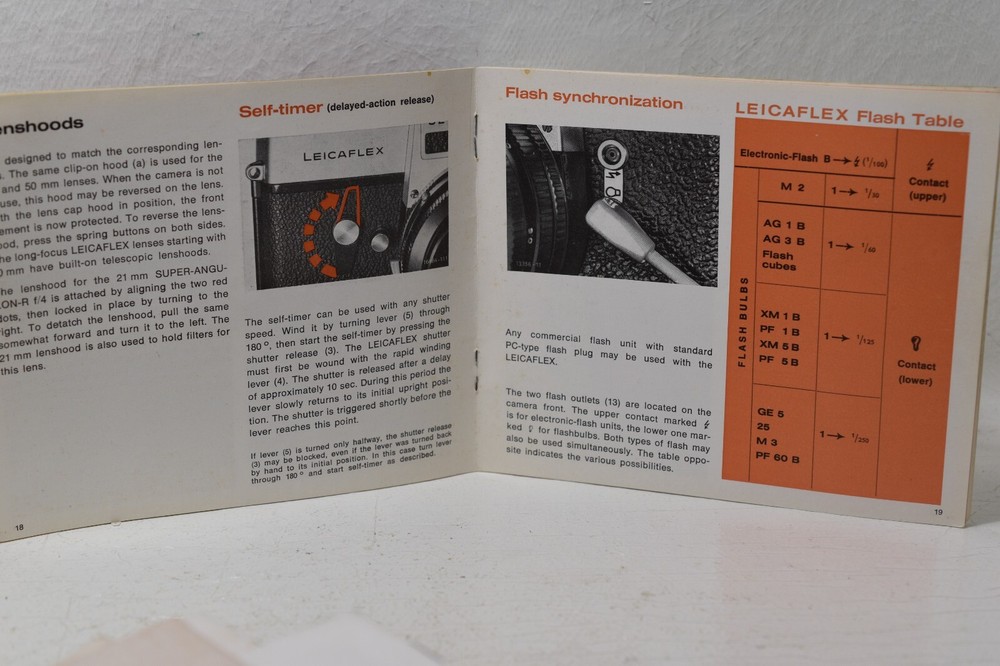 enshoods
designed to match the corresponding len-
. The same clip-on hood (a) is used for the
and 50 mm lenses. When the camera is not
use, this hood may be reversed on the lens.
th the lens cap hood in position, the front
ement is now protected. To reverse the lens-
ood, press the spring buttons on both sides.
he long-focus LEICAFLEX lenses starting with
0 mm have built-on telescopic lenshoods.
he lenshood for the 21 mm SUPER-ANGU-
LON-R f/4 is attached by aligning the two red
dots, then locked in place by turning to the
right. To detatch the lenshood, pull the same
somewhat forward and turn it to the left. The
21 mm lenshood is also used to hold filters for
this lens.
18
Self-timer (delayed-action release)
LEICAFLEX
The self-timer can be used with any shutter
speed. Wind it by turning lever (5) through
180 º, then start the self-timer by pressing the
shutter release (3). The LEICAFLEX shutter
must first be wound with the rapid winding
lever (4). The shutter is released after a delay
of approximately 10 sec. During this period the
lever slowly returns to its initial upright posi-
tion. The shutter is triggered shortly before the
lever reaches this point.
If lever (5) is turned only halfway, the shutter release
(3) may be blocked, even if the lever was turned back
by hand to its initial position. In this case turn lever
through 180 º and start self-timer as described.
Flash synchronization
Any commercial flash unit with standard
PC-type flash plug may be used with the
LEICAFLEX.
The two flash outlets (13) are located on the
camera front. The upper contact marked
is for electronic-flash units, the lower one mar-
ked for flashbulbs. Both types of flash may
also be used simultaneously. The table oppo-
site indicates the various possibilities.
LEICAFLEX Flash Table
Electronic-Flash B → (1/100)
Contact
(upper)
FLASH BULBS
M 2 1 → 1/30
AG 1 B
AG 3 B 1 → 1/60
Flash
cubes
XM 1 B
PF 1 B 1 → 1/125
XM 5 B
PF 5 B
Contact
(lower)
GE 5
25
M 3 1 → 1/250
PF 60 B
19